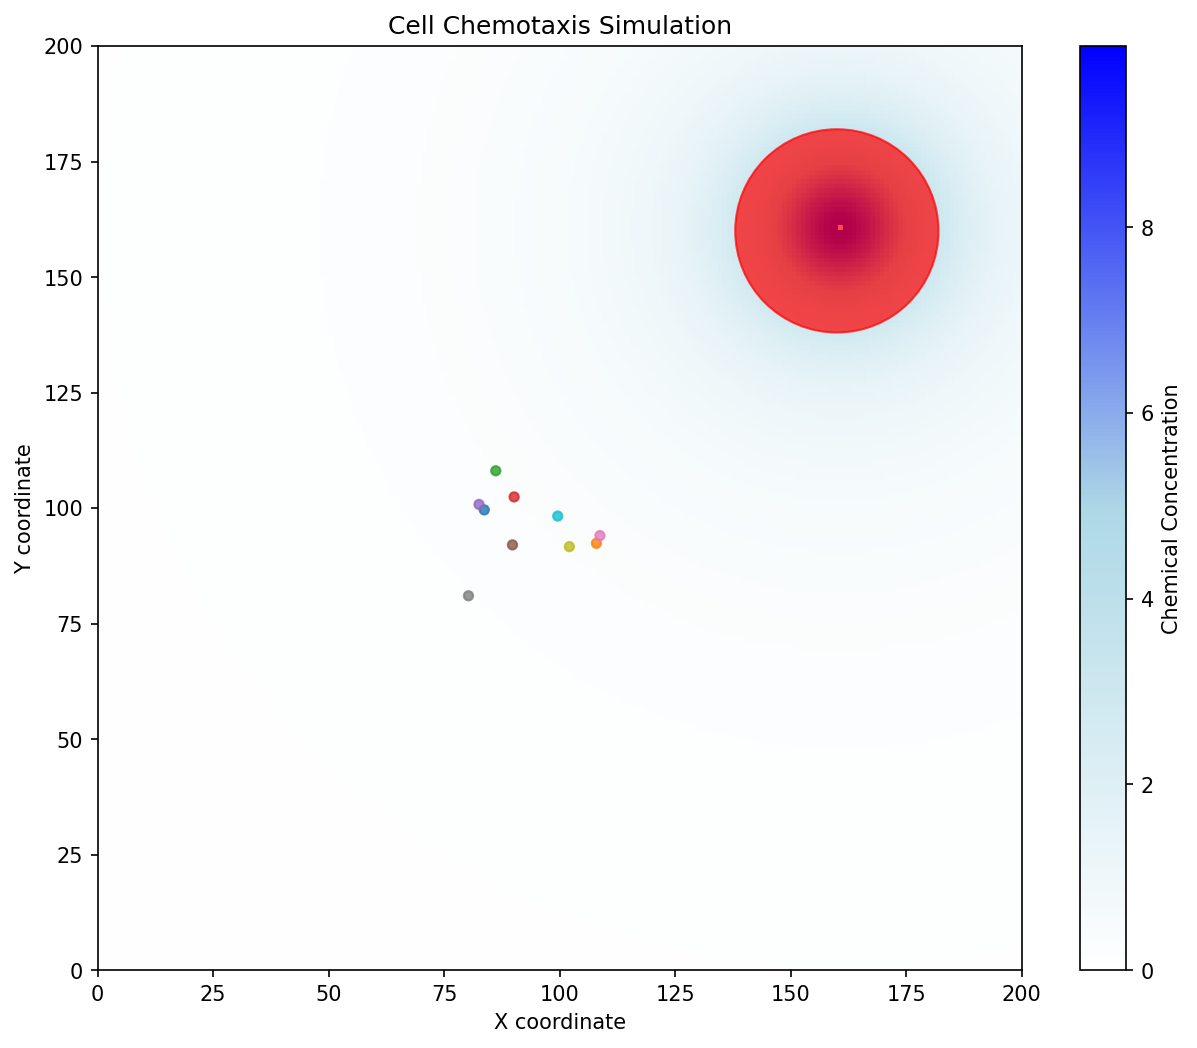 Cell Chemotaxis Simulation
200
175
150
125
100
75
50
25
0
Y coordinate
0 25 50 75 100 125 150 175 200
X coordinate
8
6
4
2
0
Chemical Concentration